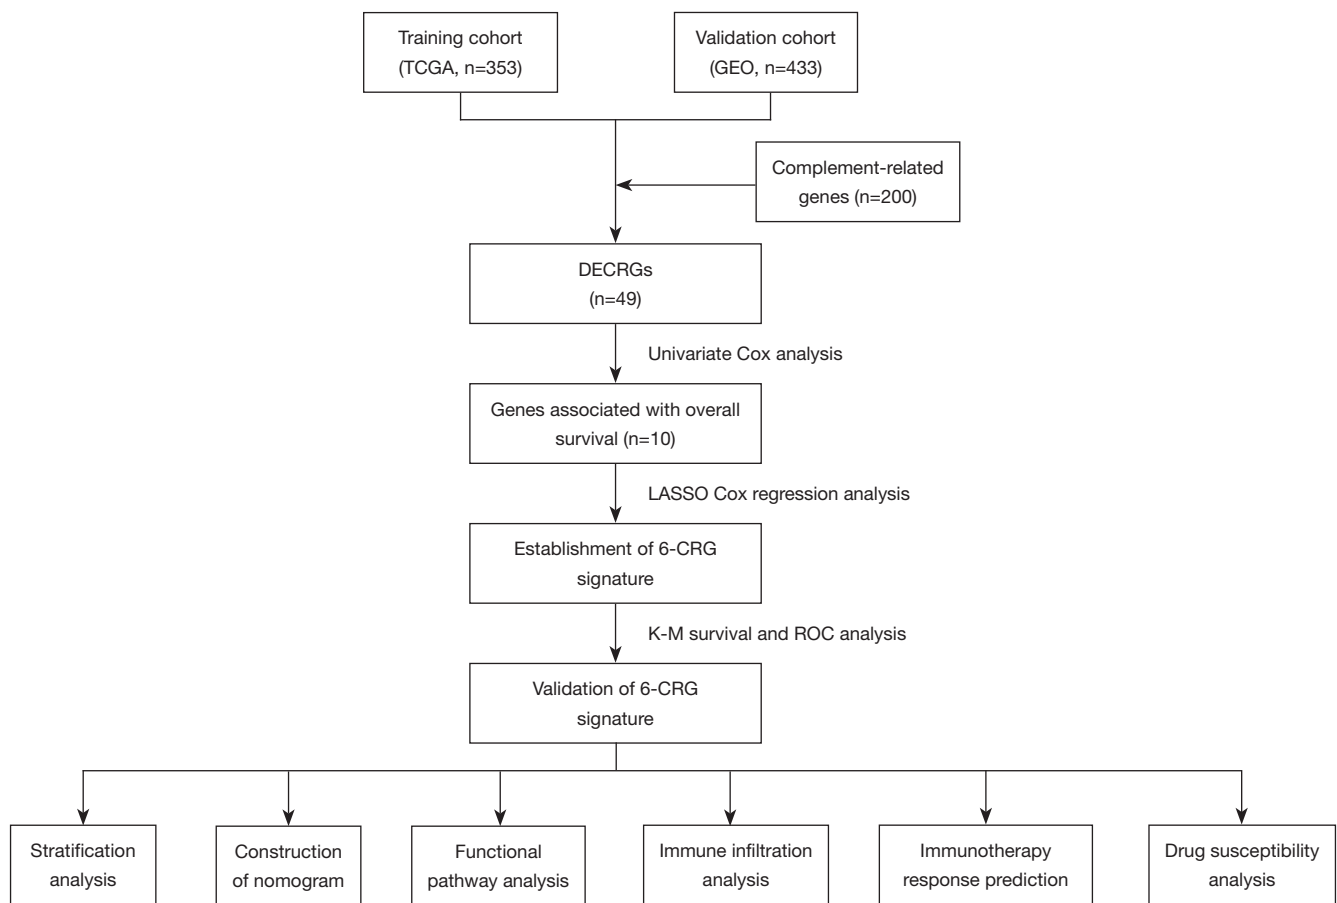 Training cohort
(TCGA, n=353)
Validation cohort
(GEO, n=433)
Complement-related
genes (n=200)
DECRGs
(n=49)
Univariate Cox analysis
Genes associated with overall
survival (n=10)
LASSO Cox regression analysis
Establishment of 6-CRG
signature
K-M survival and ROC analysis
Validation of 6-CRG
signature
Stratification
analysis
Construction
of nomogram
Functional
pathway analysis
Immune infiltration
analysis
Immunotherapy
response prediction
Drug susceptibility
analysis